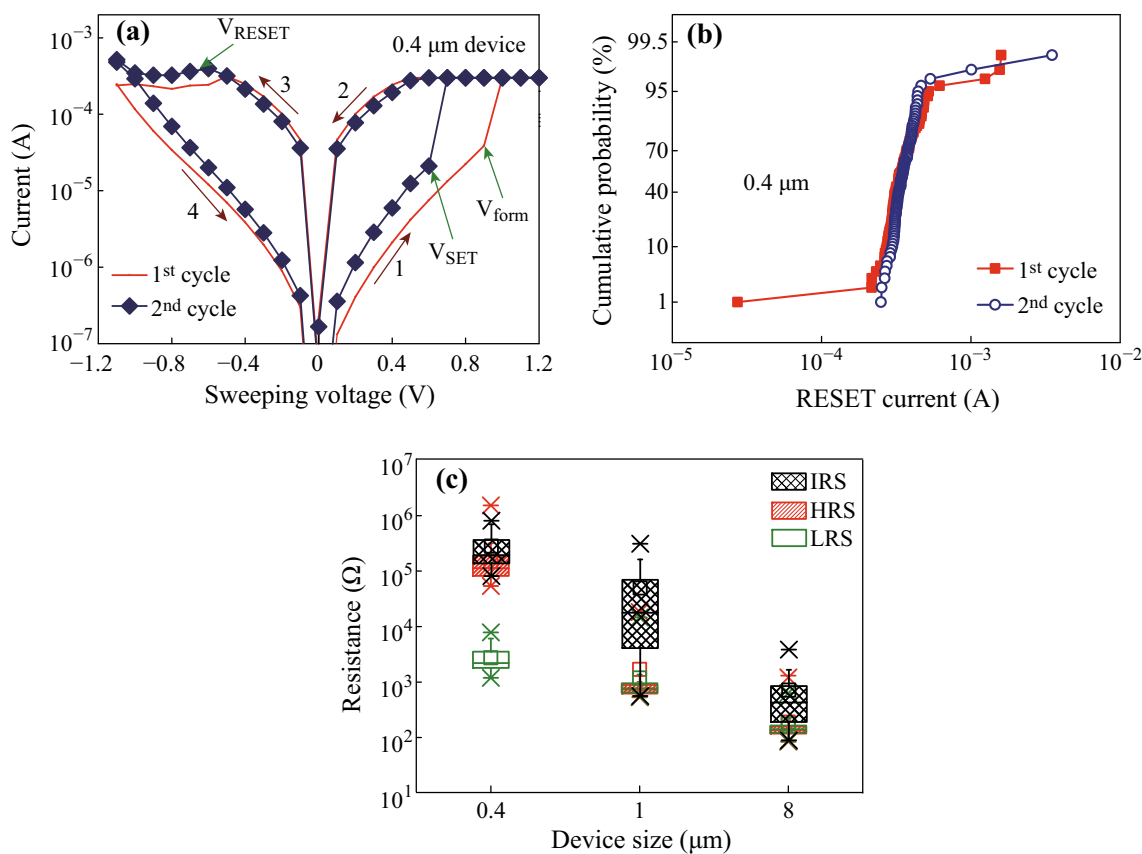 (a)
V_RESET
0.4 μm device
3
2
4
1
V_form
V_SET
1st cycle
2nd cycle
10⁻³
10⁻⁴
10⁻⁵
10⁻⁶
10⁻⁷
Current (A)
−1.2 −0.8 −0.4 0 0.4 0.8 1.2
Sweeping voltage (V)
(b)
99.5
95
70
40
10
1
Cumulative probability (%)
0.4 μm
1st cycle
2nd cycle
10⁻⁵ 10⁻⁴ 10⁻³ 10⁻²
RESET current (A)
(c)
IRS
HRS
LRS
10⁷
10⁶
10⁵
10⁴
10³
10²
10¹
Resistance (Ω)
0.4 1 8
Device size (μm)